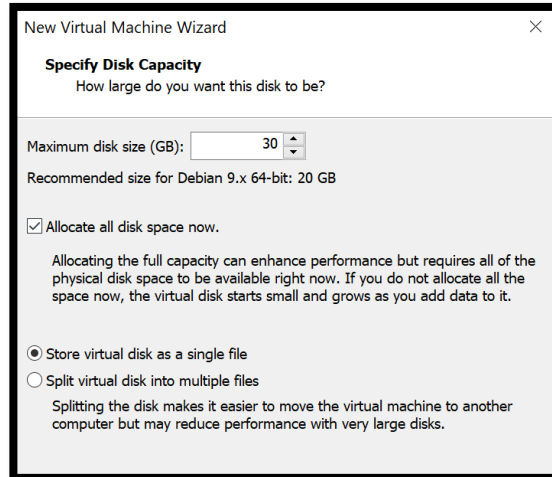 New Virtual Machine Wizard
Specify Disk Capacity
How large do you want this disk to be?
Maximum disk size (GB): 30
Recommended size for Debian 9.x 64-bit: 20 GB
Allocate all disk space now.
Allocating the full capacity can enhance performance but requires all of the
physical disk space to be available right now. If you do not allocate all the
space now, the virtual disk starts small and grows as you add data to it.
Store virtual disk as a single file
Split virtual disk into multiple files
Splitting the disk makes it easier to move the virtual machine to another
computer but may reduce performance with very large disks.